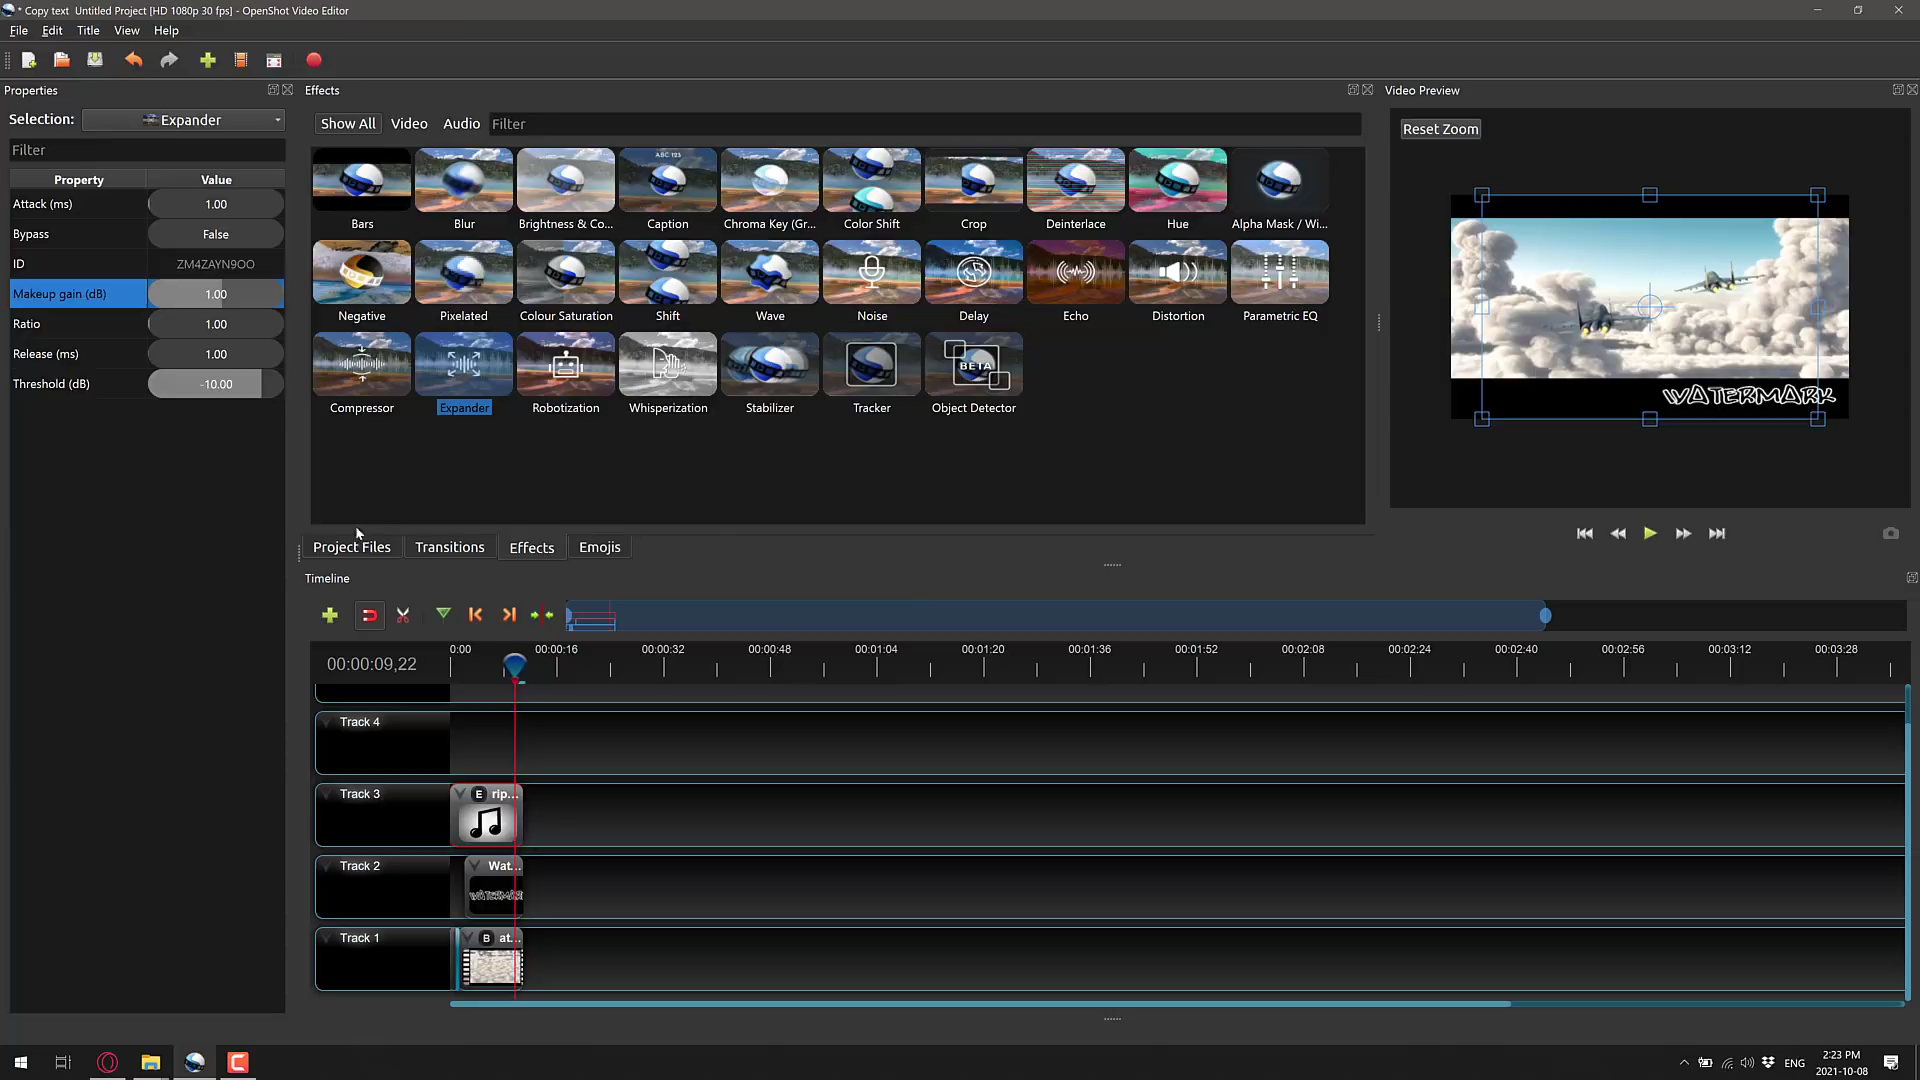 * Copy text Untitled Project [HD 1080p 30 fps] - OpenShot Video Editor
File Edit Title View Help
Properties
Selection: Expander
Filter
Property Value
Attack (ms) 1.00
Bypass False
ID ZM4ZAYN9OO
Makeup gain (dB) 1.00
Ratio 1.00
Release (ms) 1.00
Threshold (dB) -10.00
Effects
Show All Video Audio Filter
ABC 123
Bars Blur Brightness & Co... Caption Chroma Key (Gr... Color Shift Crop Deinterlace Hue Alpha Mask / Wi...
Negative Pixelated Colour Saturation Shift Wave Noise Delay Echo Distortion Parametric EQ
BETA
Compressor Expander Robotization Whisperization Stabilizer Tracker Object Detector
Project Files Transitions Effects Emojis
Video Preview
Reset Zoom
WATERMARK
Timeline
00:00:09,22
0:00 00:00:16 00:00:32 00:00:48 00:01:04 00:01:20 00:01:36 00:01:52 00:02:08 00:02:24 00:02:40 00:02:56 00:03:12 00:03:28
Track 4
Track 3
E rip...
Track 2
Wat...
WATERMAR
Track 1
B at...
ENG
2:23 PM
2021-10-08